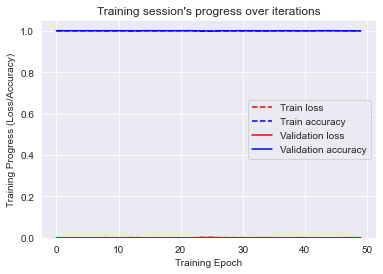 Training session's progress over iterations
1.0
0.8
0.6
0.4
0.2
0.0
Training Progress (Loss/Accuracy)
Train loss
Train accuracy
Validation loss
Validation accuracy
0 10 20 30 40 50
Training Epoch